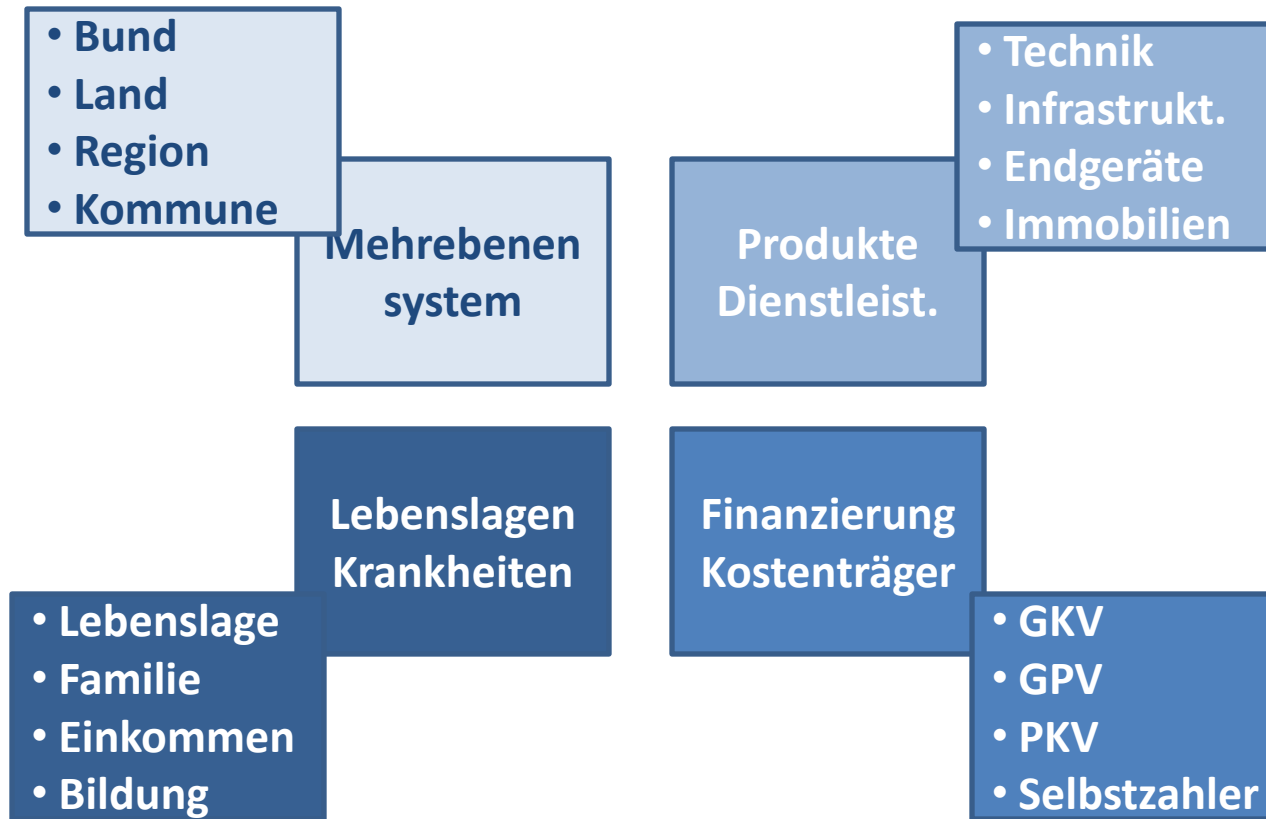 • Bund
• Land
• Region
• Kommune
Mehrebenen
system
• Technik
• Infrastrukt.
• Endgeräte
• Immobilien
Produkte
Dienstleist.
Lebenslagen
Krankheiten
• Lebenslage
• Familie
• Einkommen
• Bildung
Finanzierung
Kostenträger
• GKV
• GPV
• PKV
• Selbstzahler